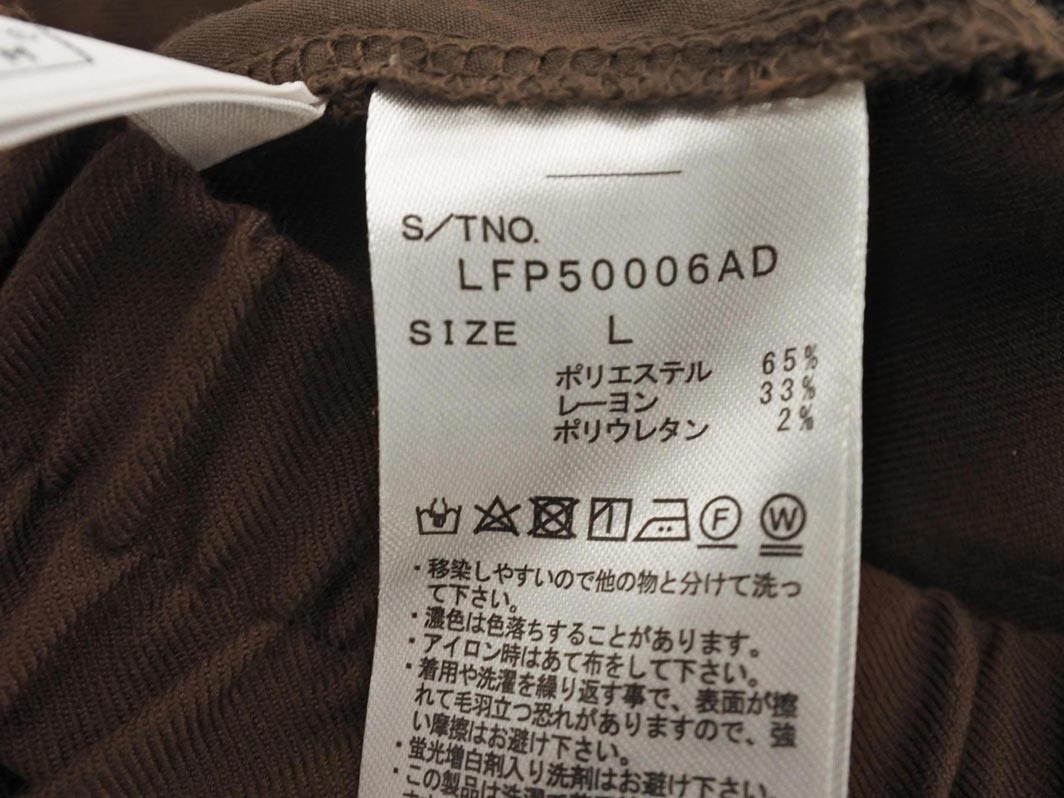 S/TNO.
LFP50006AD
SIZE L
ポリエステル 65%
レーヨン 33%
ポリウレタン 2%
F W
・移染しやすいので他の物と分けて洗っ
て下さい。
・濃色は色落ちすることがあります。
・アイロン時はあて布をして下さい。
・着用や洗濯を繰り返す事で、表面が擦
れて毛羽立つ恐れがありますので、強
い摩擦はお避け下さい。
・蛍光増白剤入り洗剤はお避け下さい。
・この製品は洗濯で